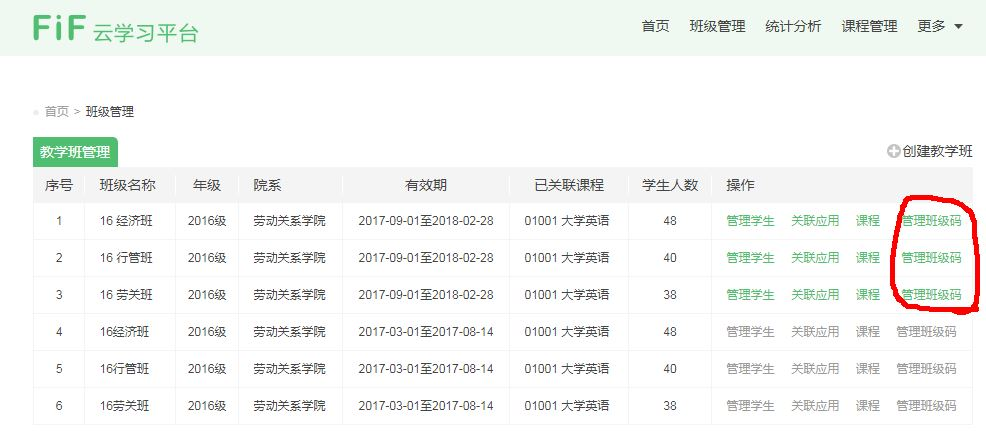 FiF 云学习平台 首页 班级管理 统计分析 课程管理 更多
首页 > 班级管理
教学班管理 创建教学班
序号 班级名称 年级 院系 有效期 已关联课程 学生人数 操作
1 16 经济班 2016级 劳动关系学院 2017-09-01至2018-02-28 01001 大学英语 48 管理学生 关联应用 课程 管理班级码
2 16 行管班 2016级 劳动关系学院 2017-09-01至2018-02-28 01001 大学英语 40 管理学生 关联应用 课程 管理班级码
3 16 劳关班 2016级 劳动关系学院 2017-09-01至2018-02-28 01001 大学英语 38 管理学生 关联应用 课程 管理班级码
4 16经济班 2016级 劳动关系学院 2017-03-01至2017-08-14 01001 大学英语 48 管理学生 关联应用 课程 管理班级码
5 16行管班 2016级 劳动关系学院 2017-03-01至2017-08-14 01001 大学英语 40 管理学生 关联应用 课程 管理班级码
6 16劳关班 2016级 劳动关系学院 2017-03-01至2017-08-14 01001 大学英语 38 管理学生 关联应用 课程 管理班级码